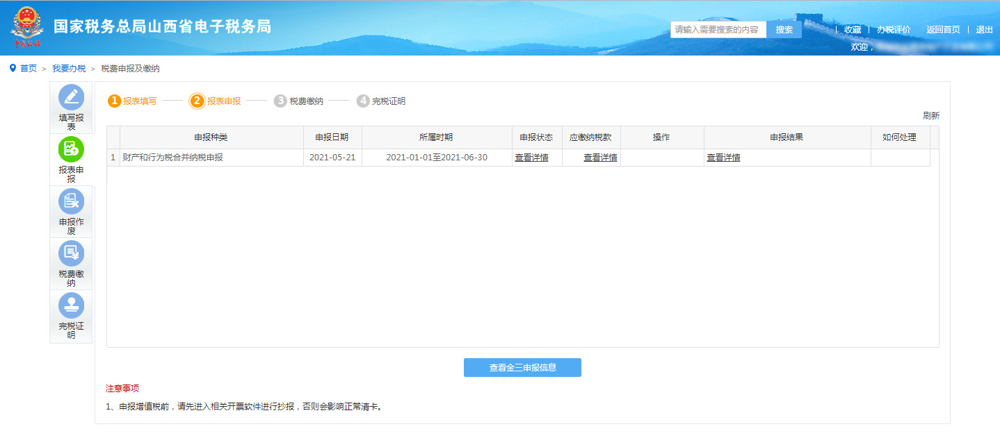 国家税务总局山西省电子税务局
请输入需要搜索的内容 搜索 | 收藏 | 办税评价 返回首页 | 退出
欢迎，
首页 > 我要办税 > 税费申报及缴纳
填写报表
报表申报
申报作废
税费缴纳
完税证明
1 报表填写 2 报表申报 3 税费缴纳 4 完税证明
刷新
申报种类 申报日期 所属时期 申报状态 应缴纳税款 操作 申报结果 如何处理
1 财产和行为税合并纳税申报 2021-05-21 2021-01-01至2021-06-30 查看详情 查看详情 查看详情
查看金三申报信息
注意事项
1、申报增值税前，请先进入相关开票软件进行抄报，否则会影响正常清卡。